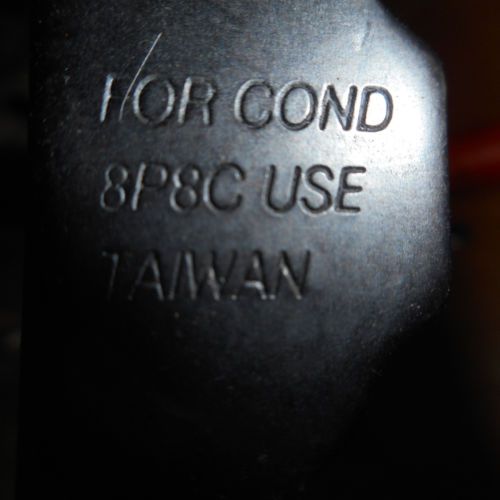 FOR COND
8P8C USE
TAIWAN